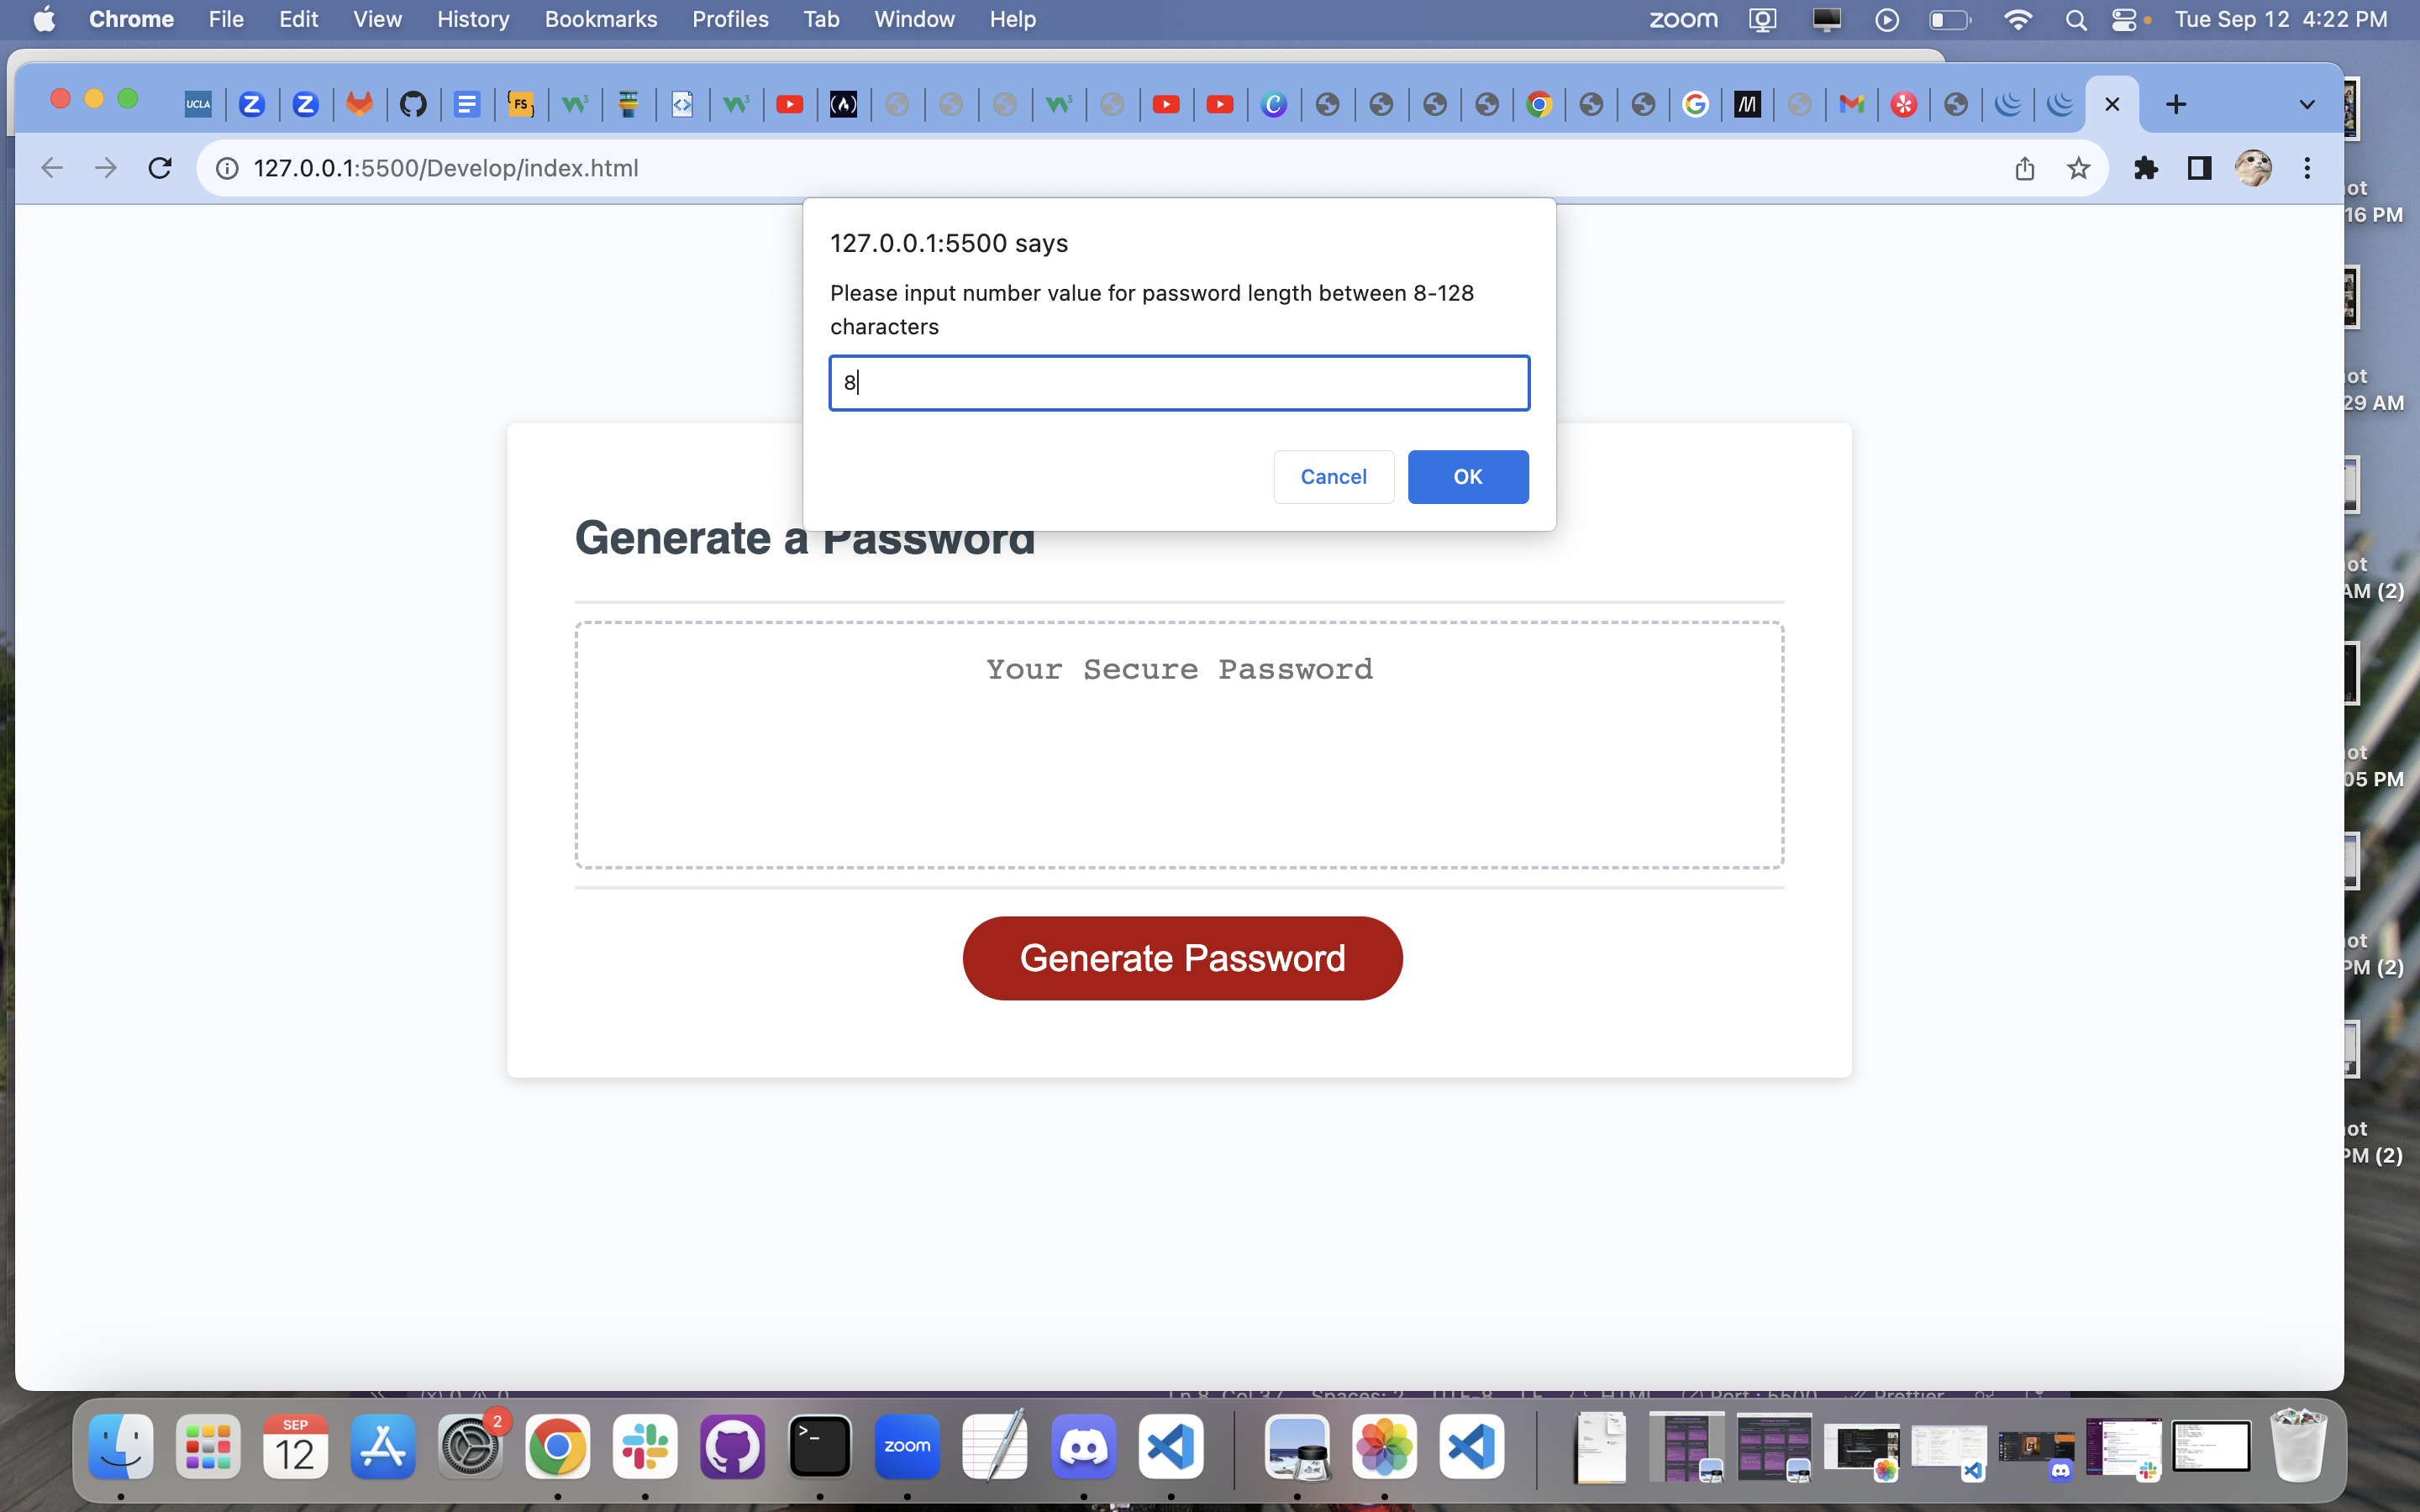 Chrome File Edit View History Bookmarks Profiles Tab Window Help zoom Tue Sep 12 4:22 PM
UCLA Z Z FS
127.0.0.1:5500/Develop/index.html
127.0.0.1:5500 says
Please input number value for password length between 8-128
characters
8
Cancel OK
Generate a Password
Your Secure Password
Generate Password
ot
16 PM
ot
29 AM
ot
AM (2)
ot
05 PM
ot
PM (2)
ot
PM (2)
SEP
12
2
zoom